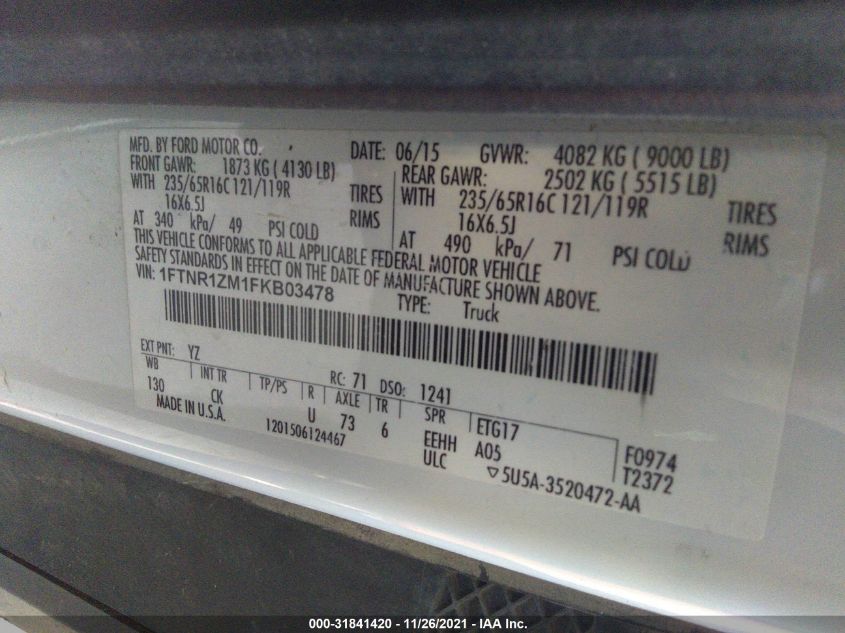 MFD. BY FORD MOTOR CO. DATE: 06/15 GVWR: 4082 KG ( 9000 LB)
FRONT GAWR: 1873 KG ( 4130 LB) REAR GAWR: 2502 KG ( 5515 LB)
WITH 235/65R16C 121/119R TIRES WITH 235/65R16C 121/119R TIRES
16X6.5J RIMS 16X6.5J RIMS
AT 340 kPa/ 49 PSI COLD AT 490 kPa/ 71 PSI COLD
THIS VEHICLE CONFORMS TO ALL APPLICABLE FEDERAL MOTOR VEHICLE
SAFETY STANDARDS IN EFFECT ON THE DATE OF MANUFACTURE SHOWN ABOVE.
VIN: 1FTNR1ZM1FKB03478 TYPE: Truck
EXT PNT: YZ RC: 71 DSO: 1241
WB INT TR TP/PS R AXLE TR SPR ETG17
130 CK U 73 6 EEHH A05 F0974
MADE IN U.S.A. 1201506124467 ULC ▽5U5A-3520472-AA T2372
000-31841420 - 11/26/2021 - IAA Inc.